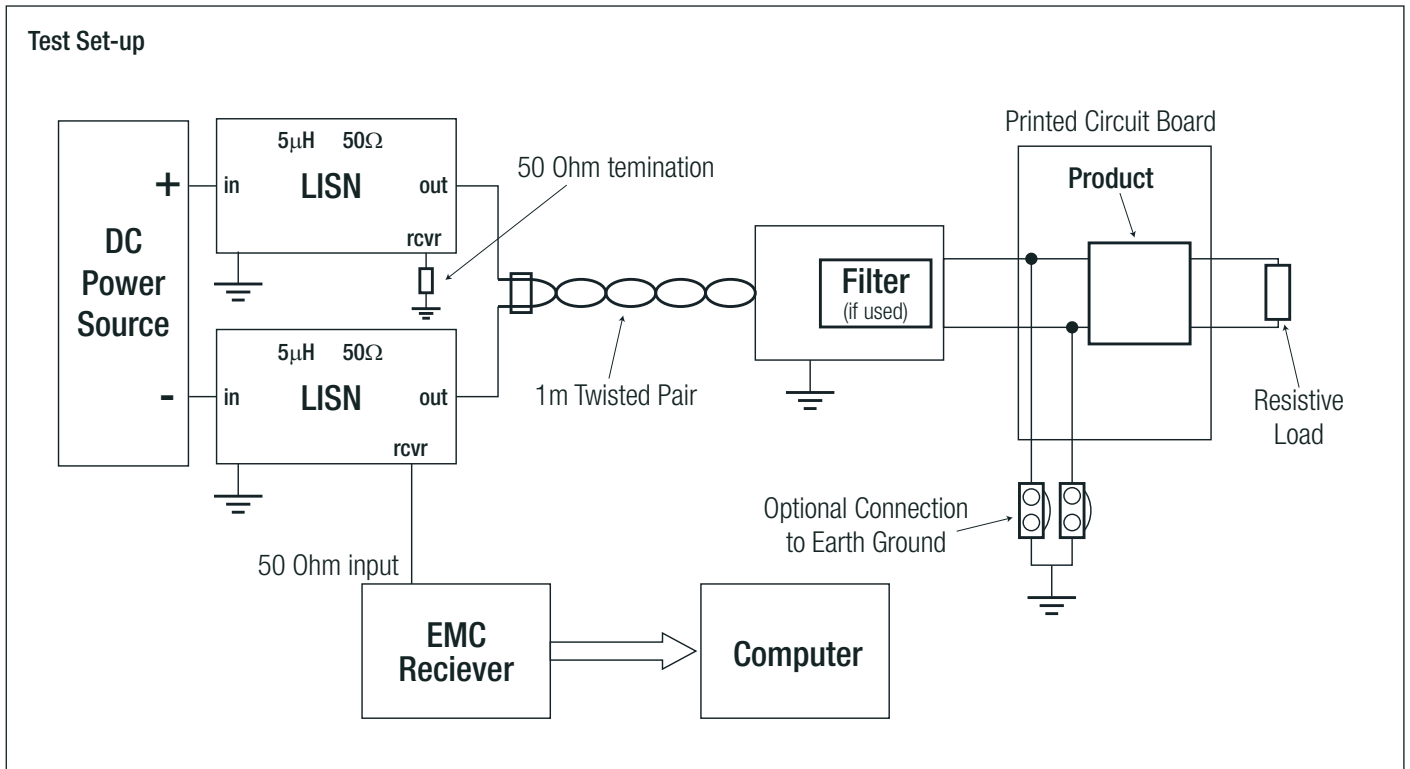 Test Set-up
DC
Power
Source
+
-
5µH 50Ω
LISN
in
out
rcvr
50 Ohm temination
5µH 50Ω
LISN
in
out
rcvr
1m Twisted Pair
Filter
(if used)
Printed Circuit Board
Product
Resistive
Load
Optional Connection
to Earth Ground
50 Ohm input
EMC
Reciever
Computer